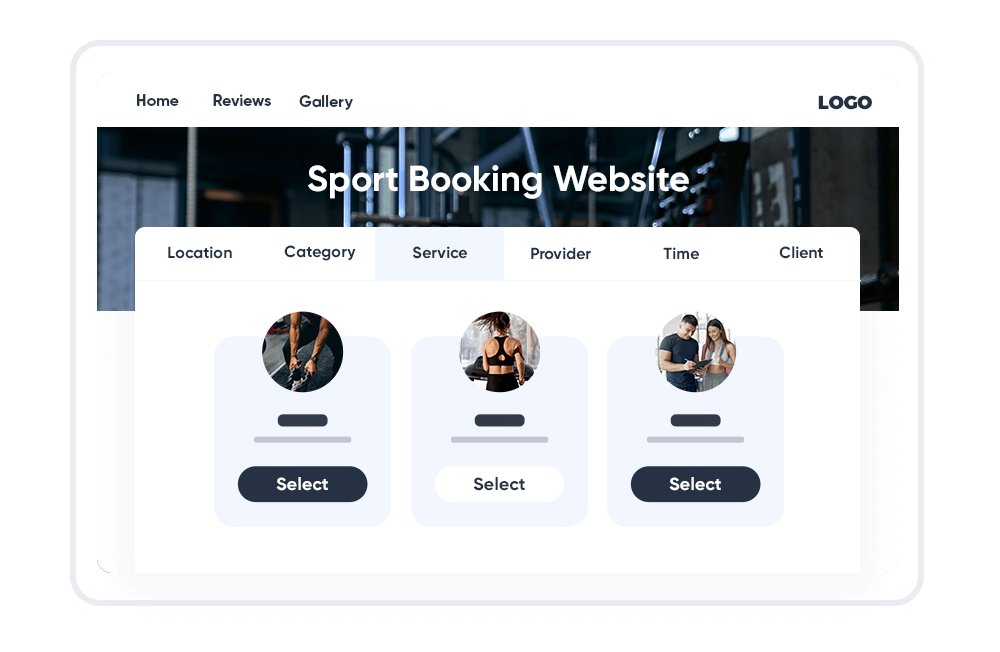 Home Reviews Gallery LOGO
Sport Booking Website
Location Category Service Provider Time Client
Select Select Select